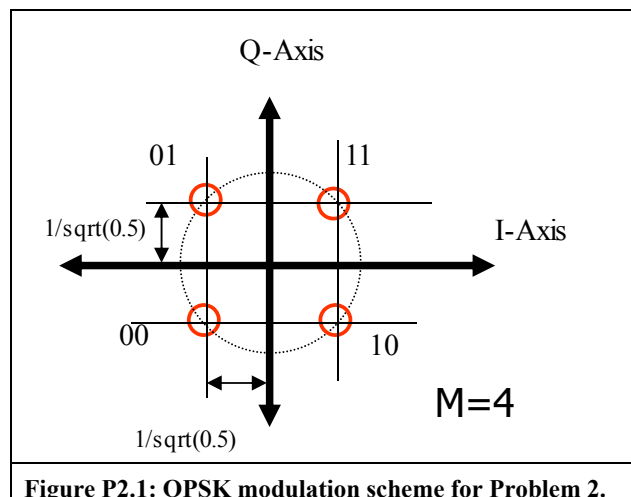 Q-Axis
01
11
1/sqrt(0.5)
I-Axis
00
10
M=4
1/sqrt(0.5)
Figure P2.1: QPSK modulation scheme for Problem 2.